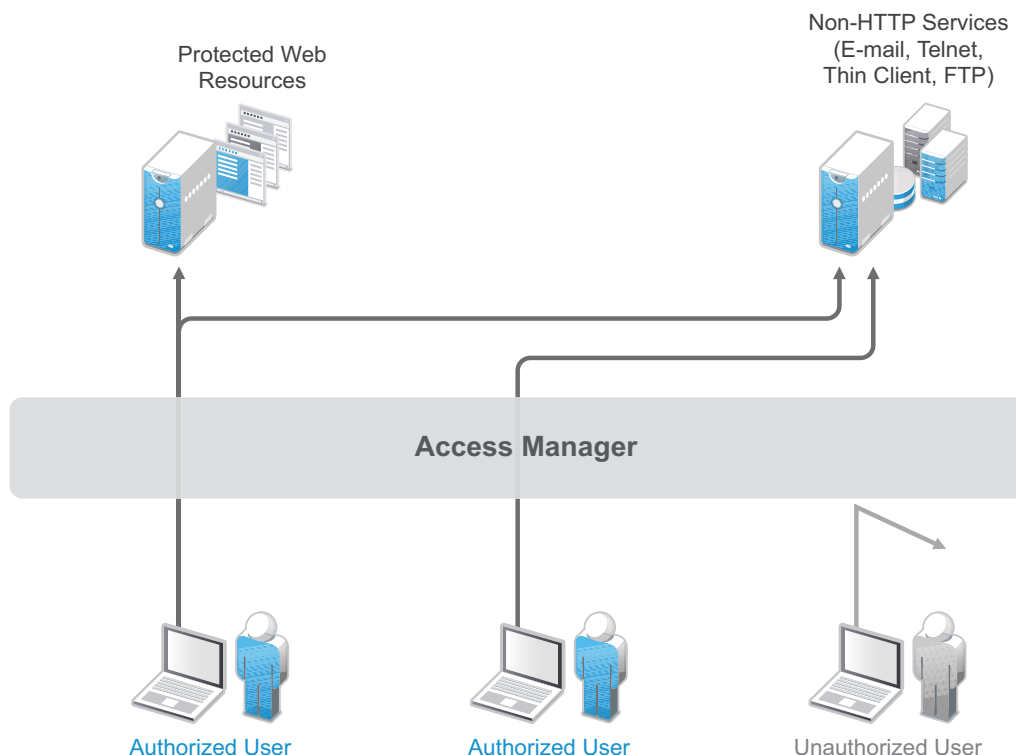 Protected Web
Resources
Non-HTTP Services
(E-mail, Telnet,
Thin Client, FTP)
Access Manager
Authorized User
Authorized User
Unauthorized User